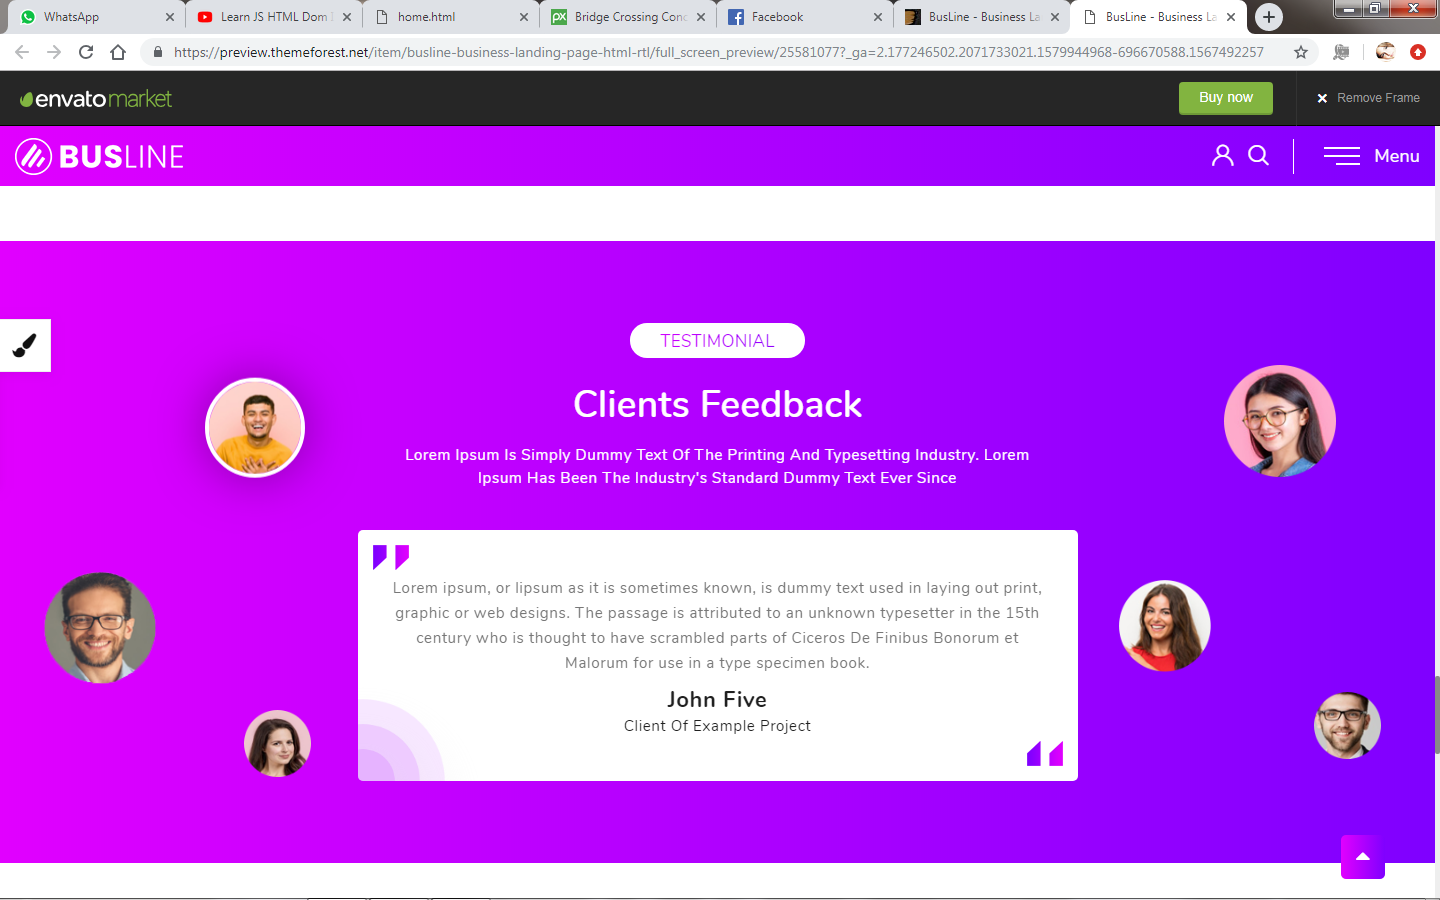 WhatsApp
Learn JS HTML Dom
home.html
Bridge Crossing Conc
Facebook
BusLine - Business La
BusLine - Business La
https://preview.themeforest.net/item/busline-business-landing-page-html-rtl/full_screen_preview/25581077?_ga=2.177246502.2071733021.1579944968-696670588.1567492257
envato market
Buy now
Remove Frame
BUSLINE
Menu
TESTIMONIAL
Clients Feedback
Lorem Ipsum Is Simply Dummy Text Of The Printing And Typesetting Industry. Lorem
Ipsum Has Been The Industry's Standard Dummy Text Ever Since
Lorem ipsum, or lipsum as it is sometimes known, is dummy text used in laying out print,
graphic or web designs. The passage is attributed to an unknown typesetter in the 15th
century who is thought to have scrambled parts of Ciceros De Finibus Bonorum et
Malorum for use in a type specimen book.
John Five
Client Of Example Project